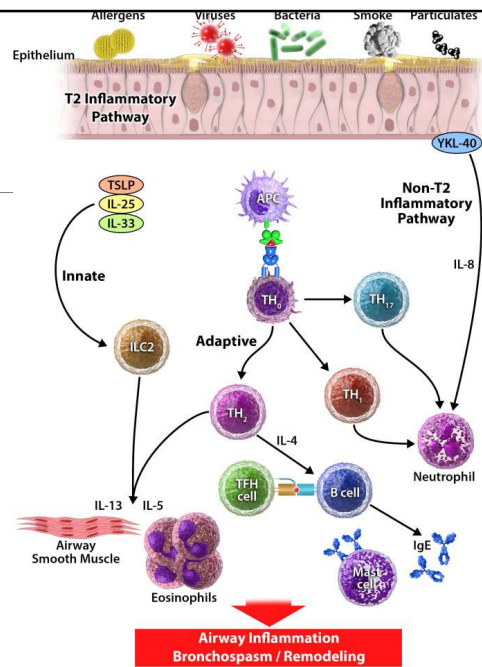 Allergens
Viruses
Bacteria
Smoke
Particulates
Epithelium
T2 Inflammatory
Pathway
YKL-40
TSLP
IL-25
IL-33
APC
Non-T2
Inflammatory
Pathway
IL-8
Innate
TH0
TH17
Adaptive
ILC2
TH2
TH1
IL-4
Neutrophil
TFH
cell
B cell
IL-13
IL-5
IgE
Airway
Smooth Muscle
Eosinophils
Mast
cell
Airway Inflammation
Bronchospasm / Remodeling